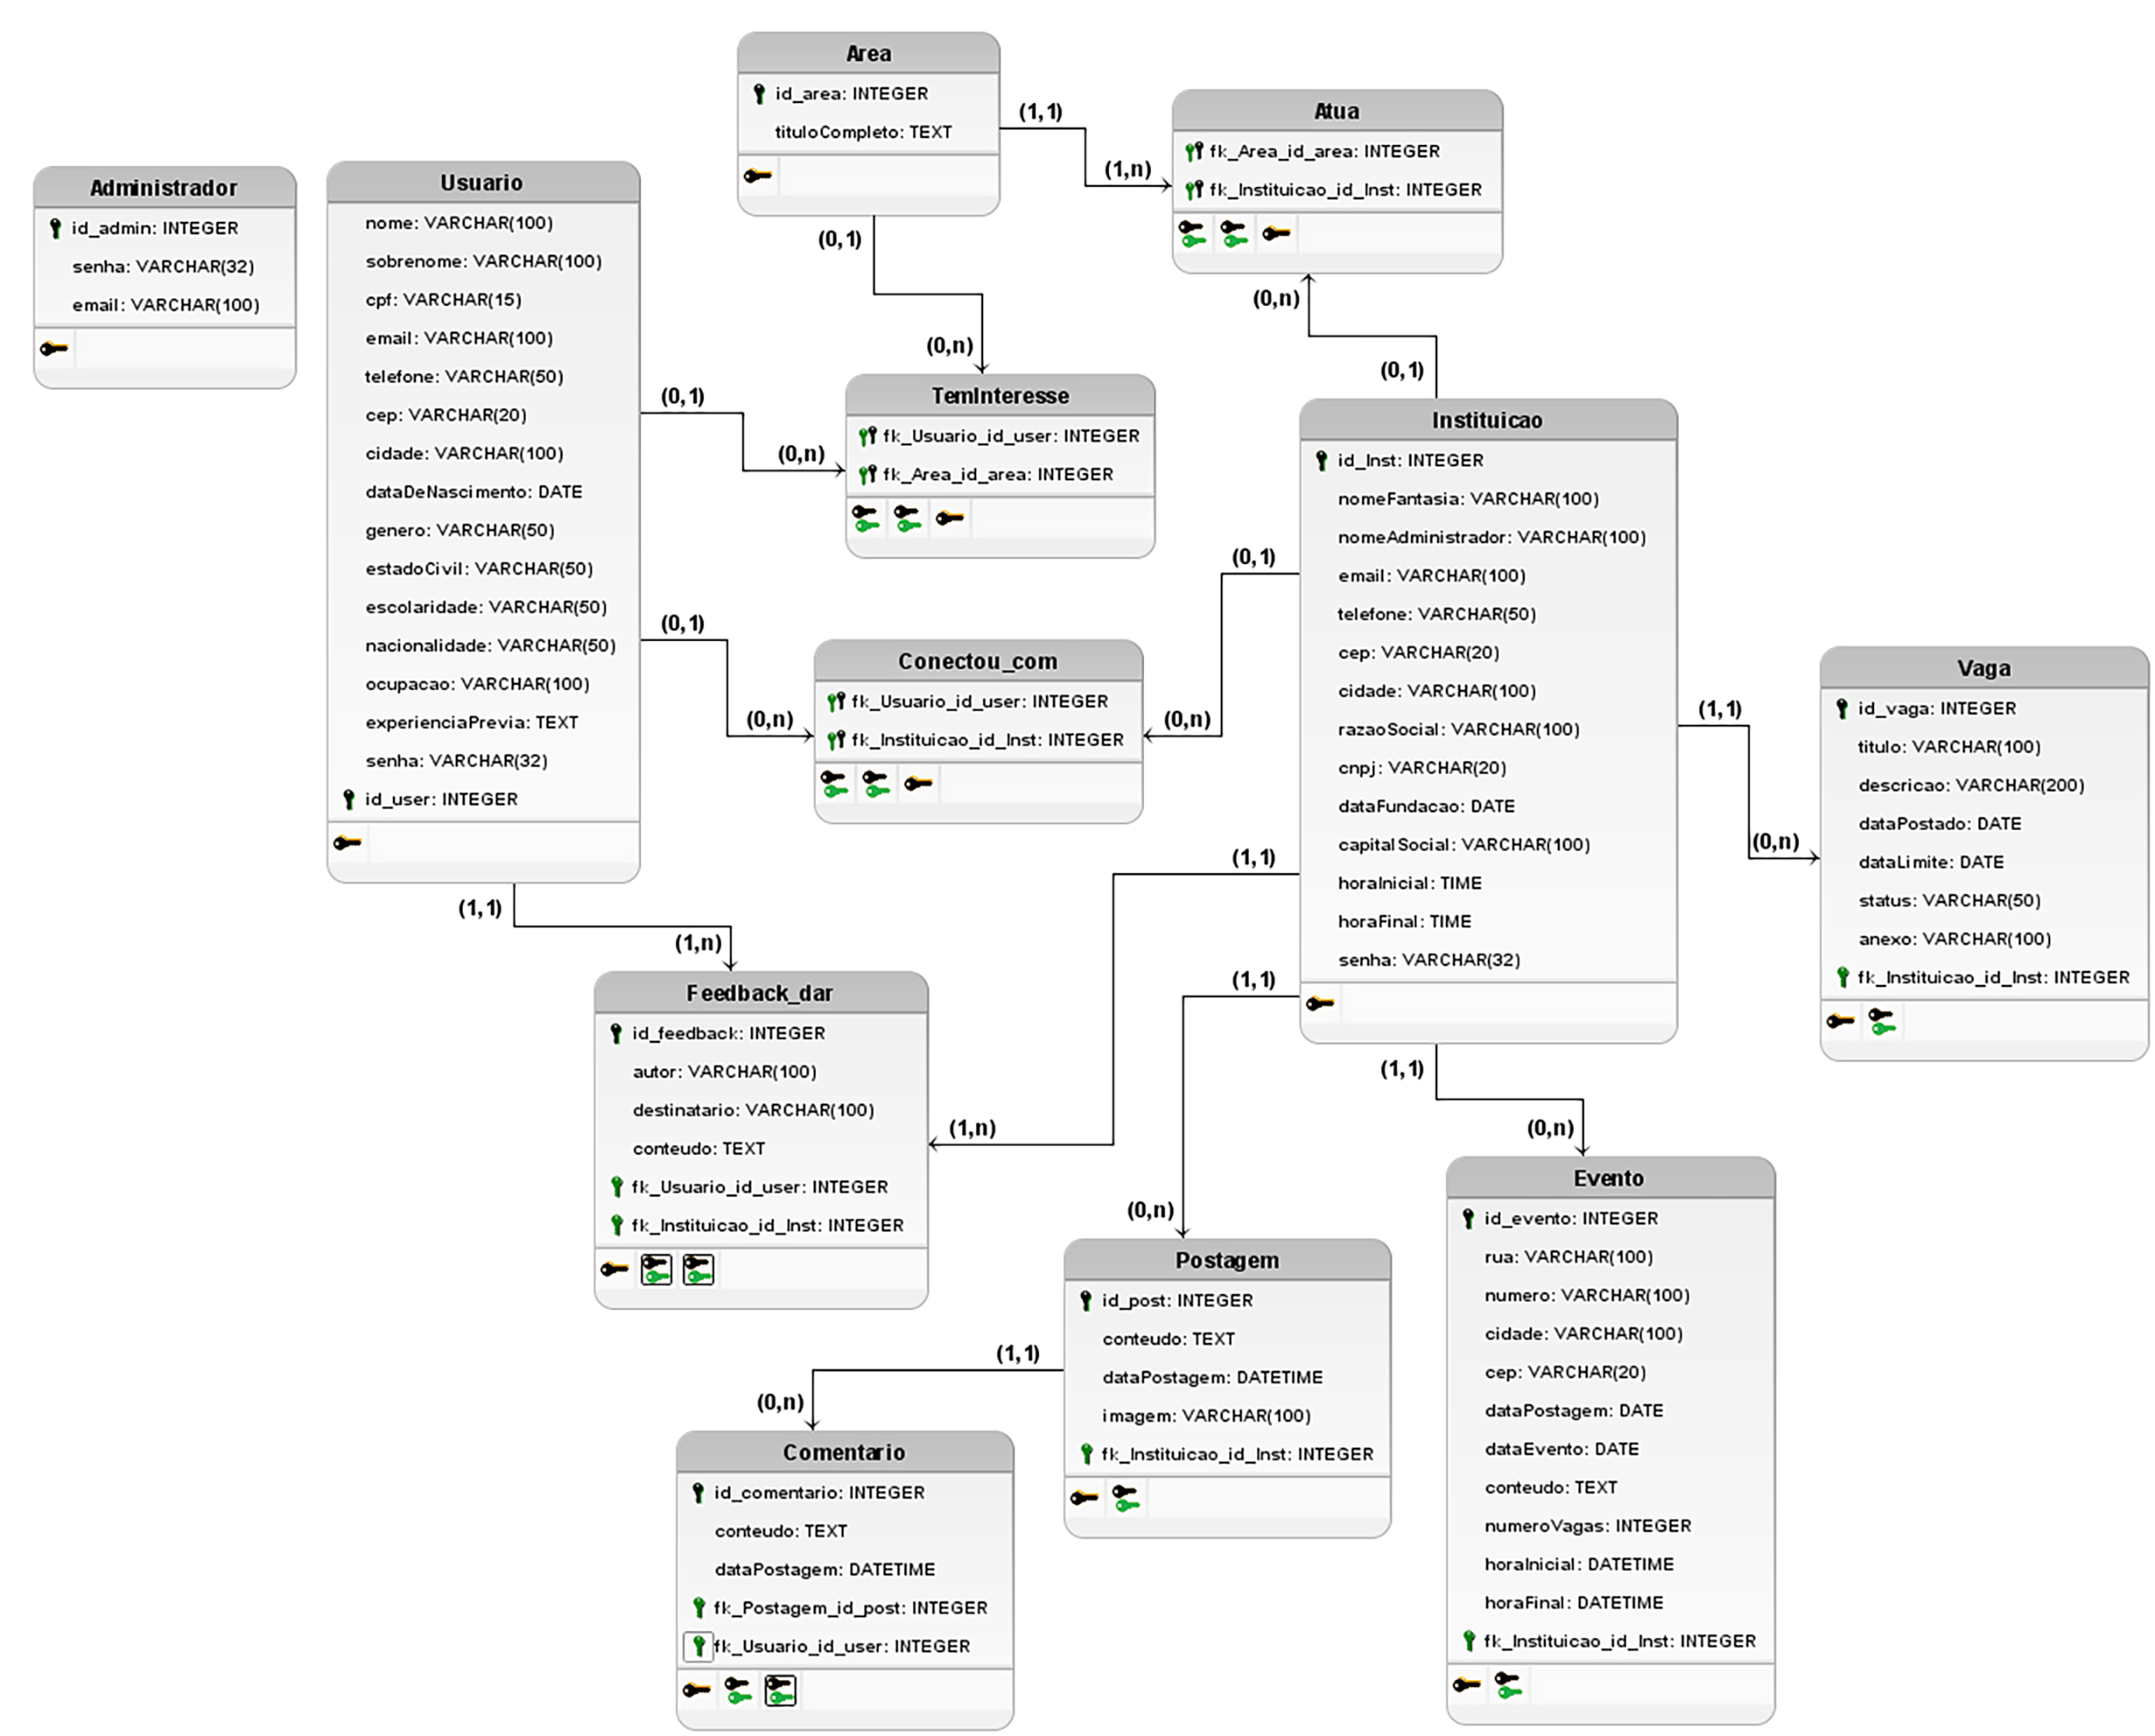 Area
id_area: INTEGER
tituloCompleto: TEXT
(1,1)
(1,n)
(0,1)
(0,n)
Atua
fk_Area_id_area: INTEGER
fk_Instituicao_id_Inst: INTEGER
(0,n)
(0,1)
Administrador
id_admin: INTEGER
senha: VARCHAR(32)
email: VARCHAR(100)
Usuario
nome: VARCHAR(100)
sobrenome: VARCHAR(100)
cpf: VARCHAR(15)
email: VARCHAR(100)
telefone: VARCHAR(50)
cep: VARCHAR(20)
cidade: VARCHAR(100)
dataDeNascimento: DATE
genero: VARCHAR(50)
estadoCivil: VARCHAR(50)
escolaridade: VARCHAR(50)
nacionalidade: VARCHAR(50)
ocupacao: VARCHAR(100)
experienciaPrevia: TEXT
senha: VARCHAR(32)
id_user: INTEGER
(0,1)
(0,n)
(0,1)
(0,n)
(1,1)
(1,n)
TemInteresse
fk_Usuario_id_user: INTEGER
fk_Area_id_area: INTEGER
Conectou_com
fk_Usuario_id_user: INTEGER
fk_Instituicao_id_Inst: INTEGER
(0,1)
(0,n)
Instituicao
id_Inst: INTEGER
nomeFantasia: VARCHAR(100)
nomeAdministrador: VARCHAR(100)
email: VARCHAR(100)
telefone: VARCHAR(50)
cep: VARCHAR(20)
cidade: VARCHAR(100)
razaoSocial: VARCHAR(100)
cnpj: VARCHAR(20)
dataFundacao: DATE
capitalSocial: VARCHAR(100)
horaInicial: TIME
horaFinal: TIME
senha: VARCHAR(32)
(1,1)
(0,n)
Vaga
id_vaga: INTEGER
titulo: VARCHAR(100)
descricao: VARCHAR(200)
dataPostado: DATE
dataLimite: DATE
status: VARCHAR(50)
anexo: VARCHAR(100)
fk_Instituicao_id_Inst: INTEGER
(1,1)
(1,n)
(1,1)
(0,n)
(1,1)
(0,n)
Feedback_dar
id_feedback: INTEGER
autor: VARCHAR(100)
destinatario: VARCHAR(100)
conteudo: TEXT
fk_Usuario_id_user: INTEGER
fk_Instituicao_id_Inst: INTEGER
Postagem
id_post: INTEGER
conteudo: TEXT
dataPostagem: DATETIME
imagem: VARCHAR(100)
fk_Instituicao_id_Inst: INTEGER
(1,1)
(0,n)
Comentario
id_comentario: INTEGER
conteudo: TEXT
dataPostagem: DATETIME
fk_Postagem_id_post: INTEGER
fk_Usuario_id_user: INTEGER
Evento
id_evento: INTEGER
rua: VARCHAR(100)
numero: VARCHAR(100)
cidade: VARCHAR(100)
cep: VARCHAR(20)
dataPostagem: DATE
dataEvento: DATE
conteudo: TEXT
numeroVagas: INTEGER
horaInicial: DATETIME
horaFinal: DATETIME
fk_Instituicao_id_Inst: INTEGER